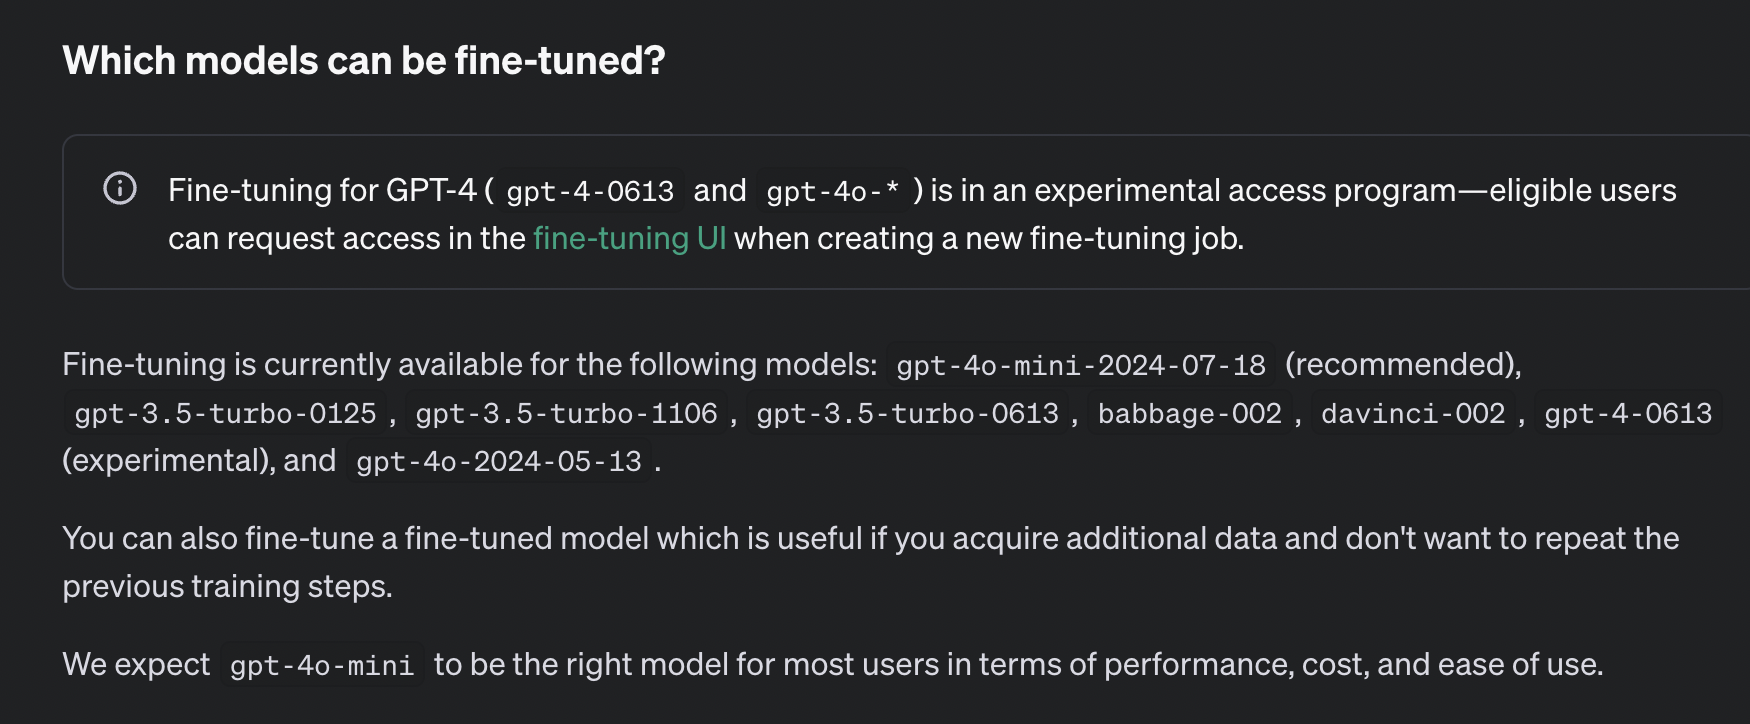 Which models can be fine-tuned?
Fine-tuning for GPT-4 ( gpt-4-0613 and gpt-4o-* ) is in an experimental access program—eligible users
can request access in the fine-tuning UI when creating a new fine-tuning job.
Fine-tuning is currently available for the following models: gpt-4o-mini-2024-07-18 (recommended),
gpt-3.5-turbo-0125 , gpt-3.5-turbo-1106 , gpt-3.5-turbo-0613 , babbage-002 , davinci-002 , gpt-4-0613
(experimental), and gpt-4o-2024-05-13 .
You can also fine-tune a fine-tuned model which is useful if you acquire additional data and don't want to repeat the
previous training steps.
We expect gpt-4o-mini to be the right model for most users in terms of performance, cost, and ease of use.